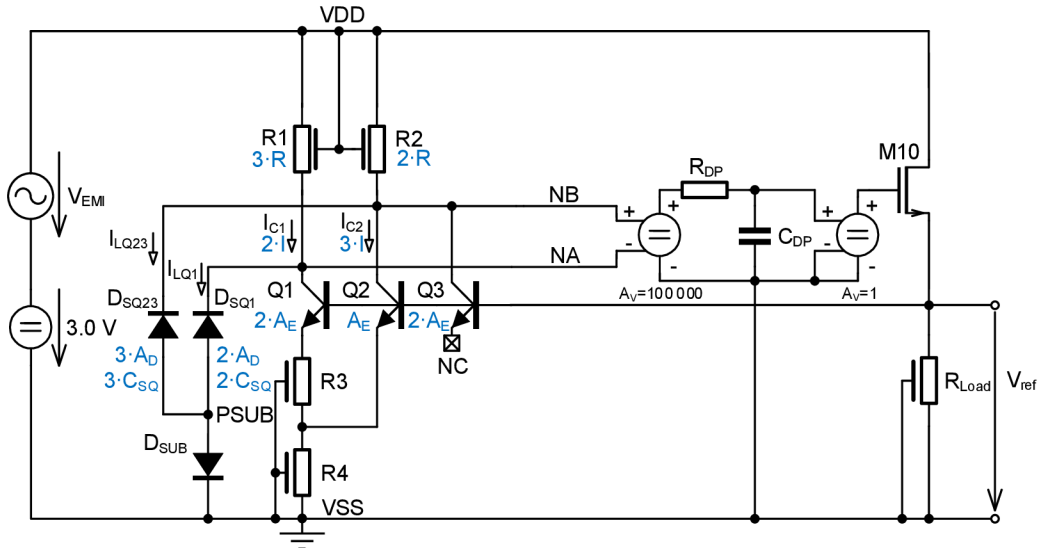 VDD
R1
3·R
R2
2·R
M10
RDP
VEMI
NB
+
+
+
+
IC1
2·I
IC2
3·I
ILQ23
-
-
CDP
NA
ILQ1
-
-
DSQ23
DSQ1
Q1
Q2
Q3
AV=100000
AV=1
3.0 V
2·AE
AE
2·AE
3·AD
2·AD
NC
3·CSQ
2·CSQ
R3
RLoad
Vref
PSUB
DSUB
R4
VSS